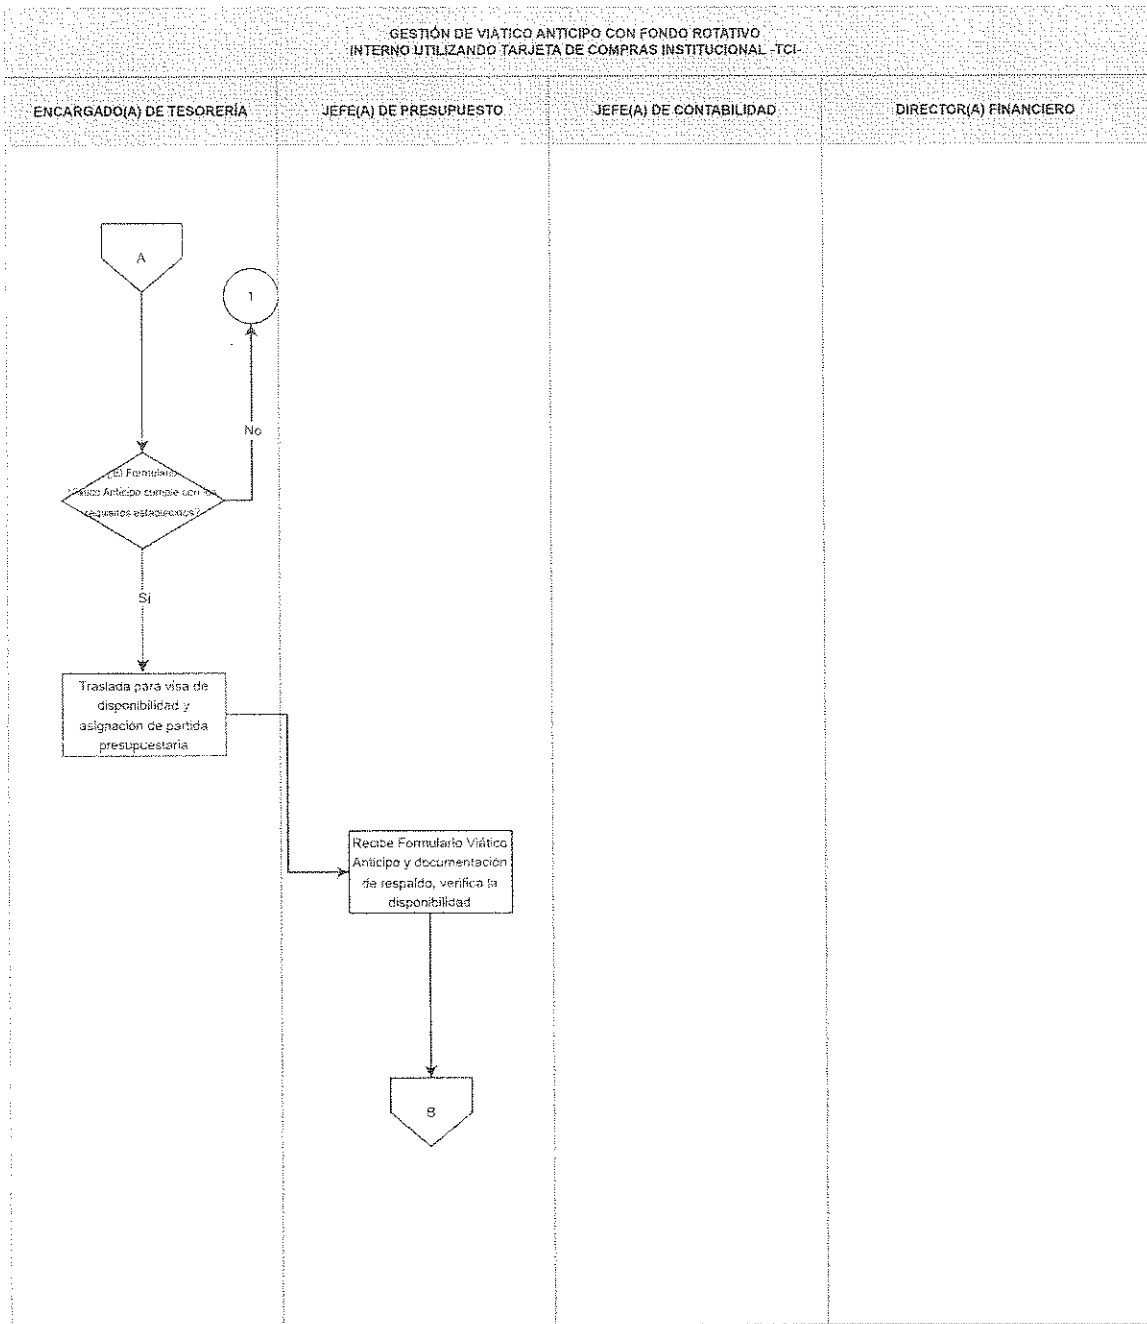 GESTIÓN DE VIATICO ANTICIPO CON FONDO ROTATIVO
INTERNO UTILIZANDO TARJETA DE COMPRAS INSTITUCIONAL -TCI-
ENCARGADO(A) DE TESORERÍA
JEFE(A) DE PRESUPUESTO
JEFE(A) DE CONTABILIDAD
DIRECTOR(A) FINANCIERO
A
1
No
¿El Formulario
Viático Anticipo cumple con los
requisitos establecidos?
Si
Traslada para visa de
disponibilidad y
asignación de partida
presupuestaria
Recibe Formulario Viático
Anticipo y documentación
de respaldo, verifica la
disponibilidad
B